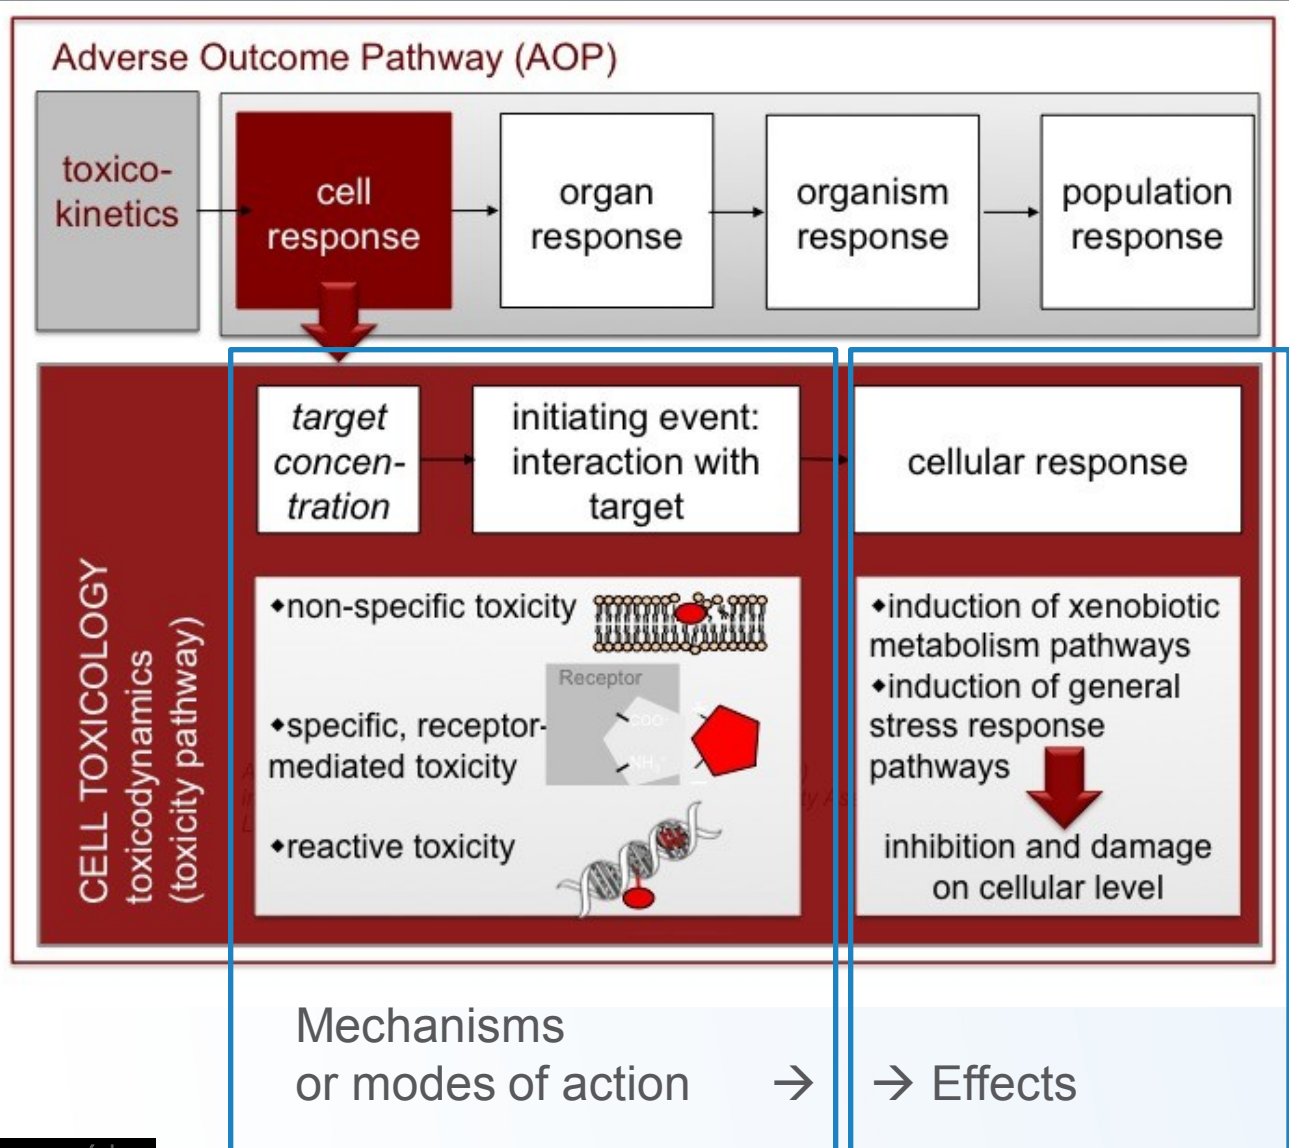 Adverse Outcome Pathway (AOP)
toxico-
kinetics
cell
response
organ
response
organism
response
population
response
target
concen-
tration
initiating event:
interaction with
target
cellular response
CELL TOXICOLOGY
toxicodynamics
(toxicity pathway)
◆non-specific toxicity
Receptor
COO⁻
NH₃⁺
◆specific, receptor-
mediated toxicity
◆reactive toxicity
◆induction of xenobiotic
metabolism pathways
◆induction of general
stress response
pathways
inhibition and damage
on cellular level
Mechanisms
or modes of action →
→ Effects